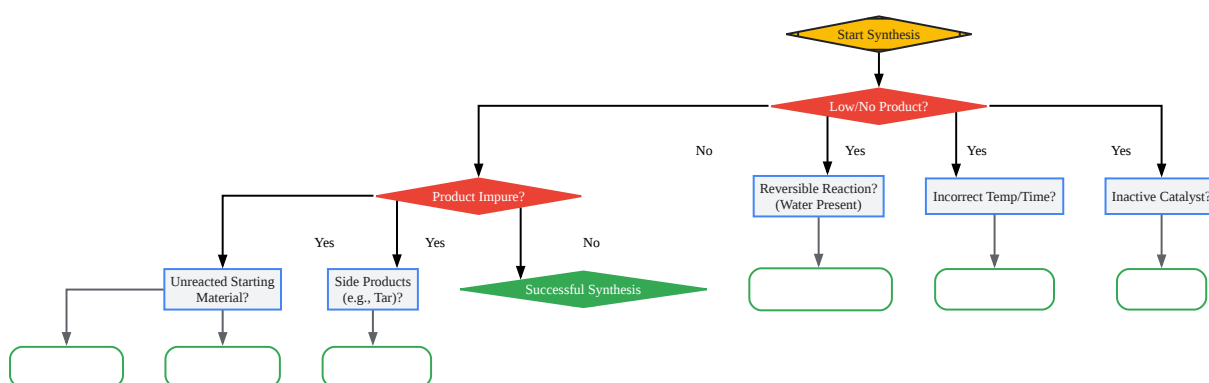 Start Synthesis
Low/No Product?
No
Yes
Yes
Yes
Product Impure?
Reversible Reaction?
(Water Present)
Incorrect Temp/Time?
Inactive Catalyst?
Yes
Yes
No
Unreacted Starting
Material?
Side Products
(e.g., Tar)?
Successful Synthesis